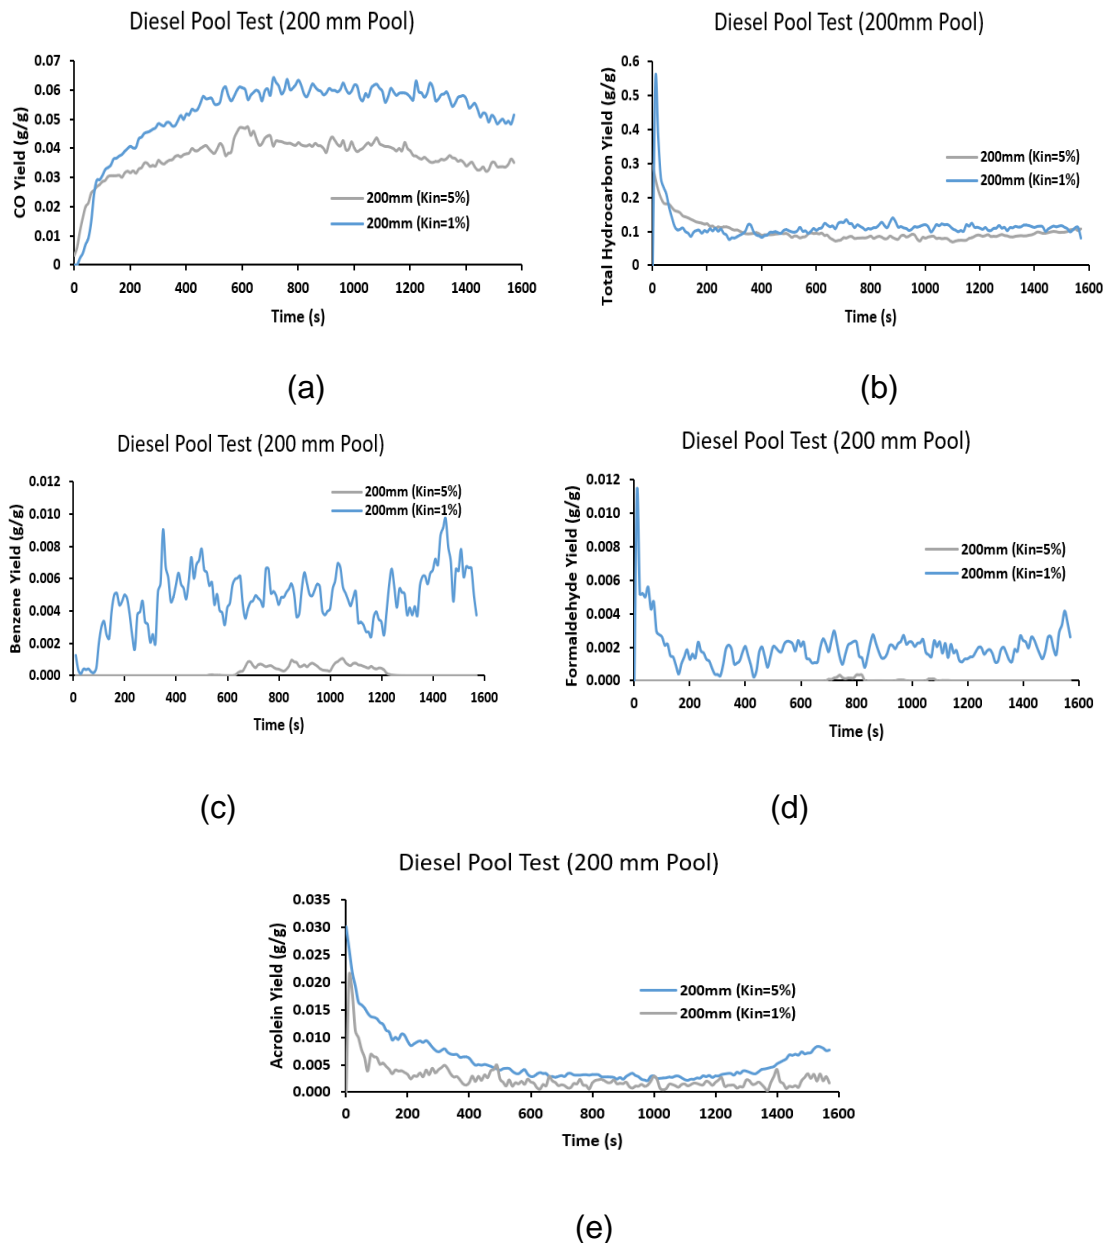 Diesel Pool Test (200 mm Pool)
CO Yield (g/g)
0.07
0.06
0.05
0.04
0.03
0.02
0.01
0
200mm (Kin=5%)
200mm (Kin=1%)
0 200 400 600 800 1000 1200 1400 1600
Time (s)
(a)
Diesel Pool Test (200mm Pool)
Total Hydrocarbon Yield (g/g)
0.6
0.5
0.4
0.3
0.2
0.1
0
200mm (Kin=5%)
200mm (Kin=1%)
0 200 400 600 800 1000 1200 1400 1600
Time (s)
(b)
Diesel Pool Test (200 mm Pool)
Benzene Yield (g/g)
0.012
0.010
0.008
0.006
0.004
0.002
0.000
200mm (Kin=5%)
200mm (Kin=1%)
0 200 400 600 800 1000 1200 1400 1600
Time (s)
(c)
Diesel Pool Test (200 mm Pool)
Formaldehyde Yield (g/g)
0.012
0.010
0.008
0.006
0.004
0.002
0.000
200mm (Kin=5%)
200mm (Kin=1%)
0 200 400 600 800 1000 1200 1400 1600
Time (s)
(d)
Diesel Pool Test (200 mm Pool)
Acrolein Yield (g/g)
0.035
0.030
0.025
0.020
0.015
0.010
0.005
0.000
200mm (Kin=5%)
200mm (Kin=1%)
0 200 400 600 800 1000 1200 1400 1600
Time (s)
(e)